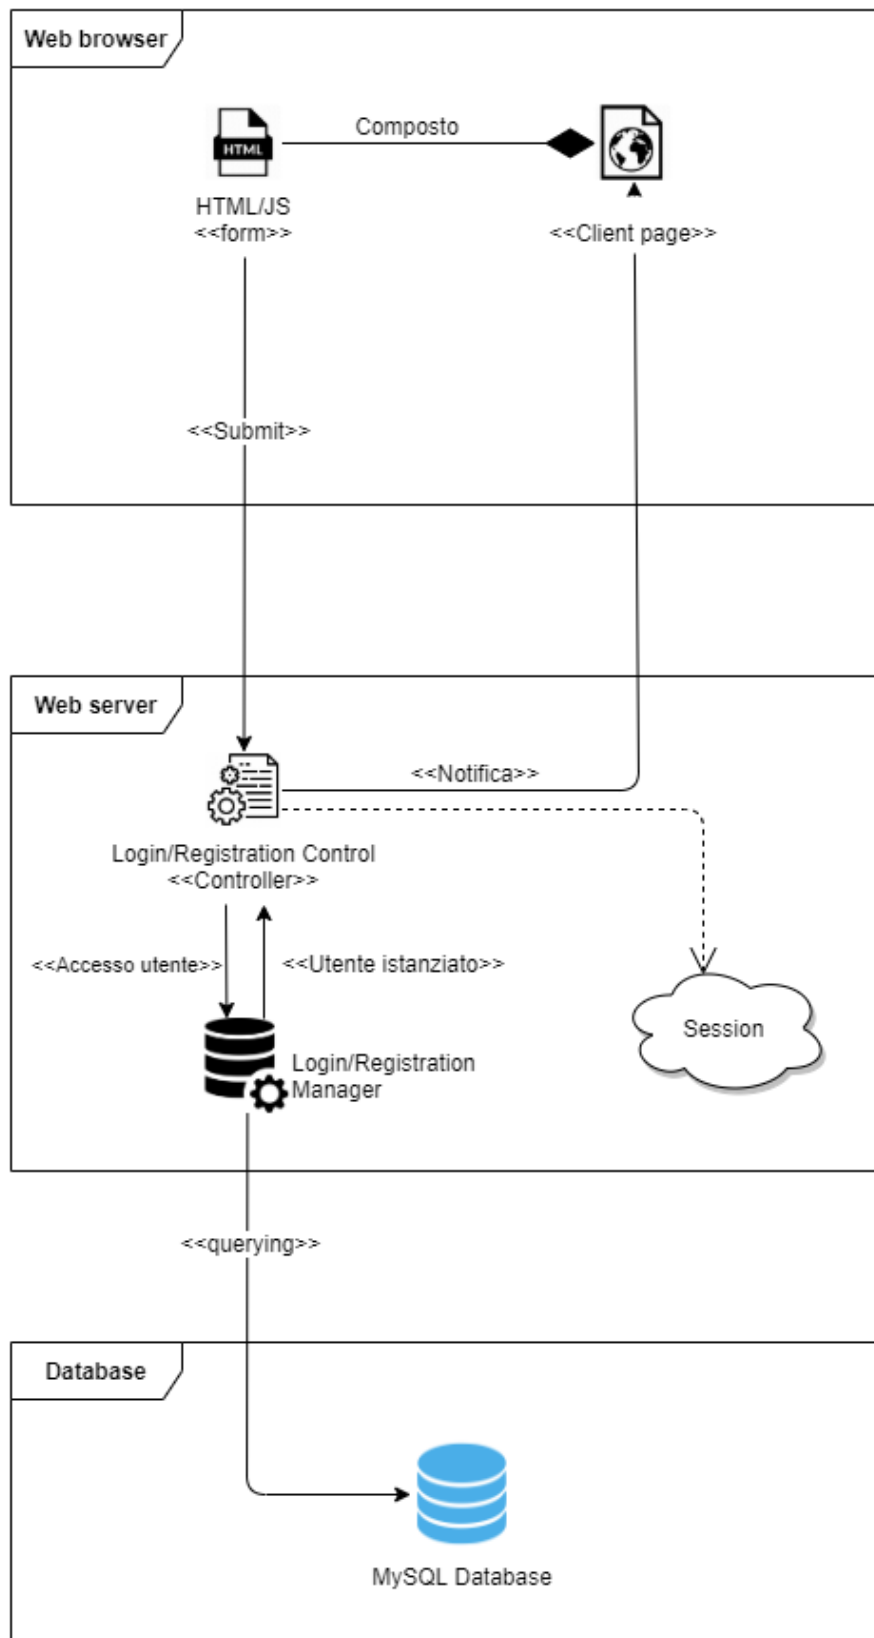 Web browser
Composto
HTML
HTML/JS
<<form>>
<<Client page>>
<<Submit>>
Web server
<<Notifica>>
Login/Registration Control
<<Controller>>
<<Accesso utente>>
<<Utente istanziato>>
Session
Login/Registration
Manager
<<querying>>
Database
MySQL Database